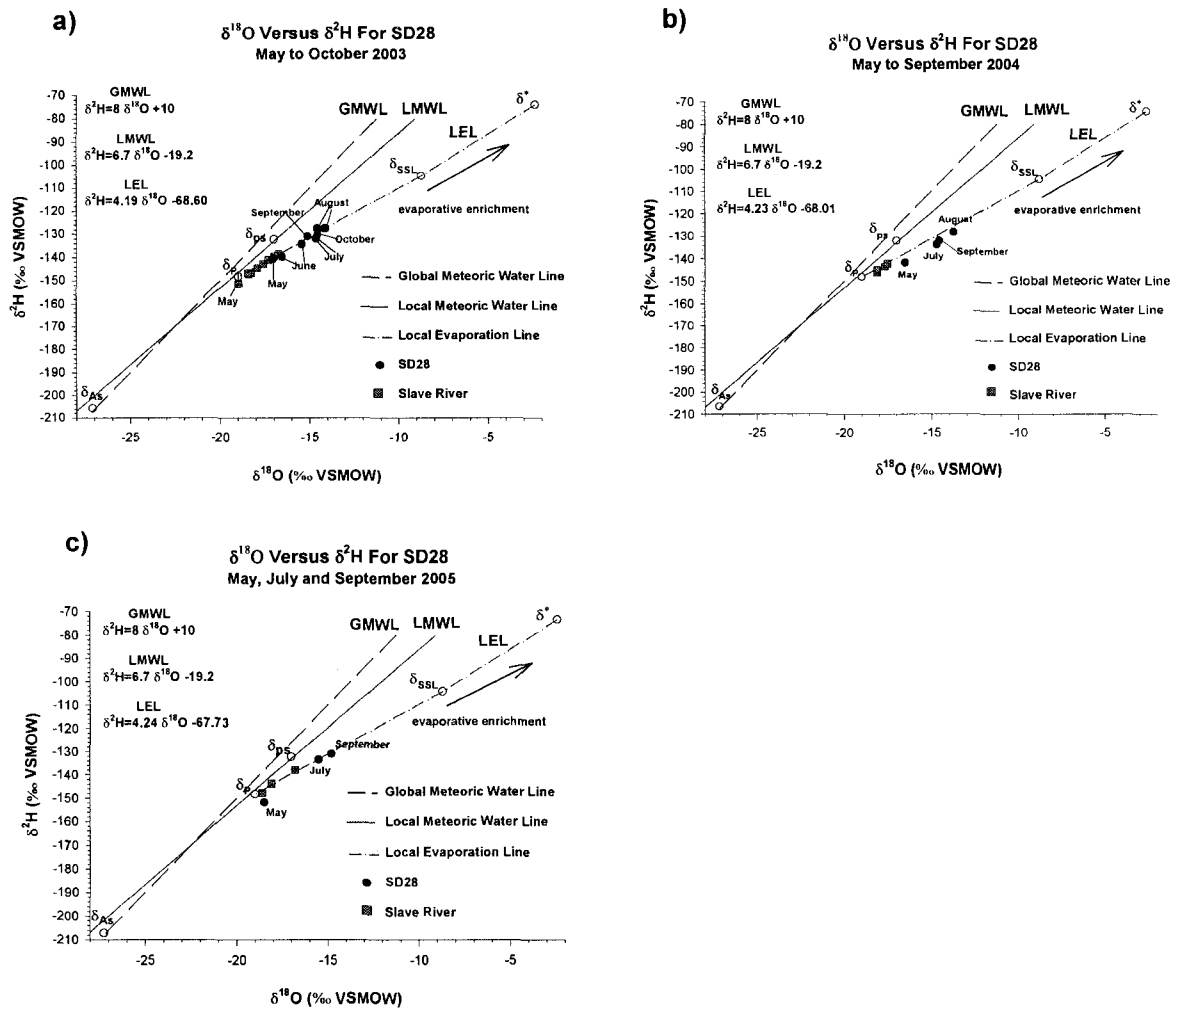 a)
δ¹⁸O Versus δ²H For SD28
May to October 2003
GMWL
δ²H=8 δ¹⁸O +10
LMWL
δ²H=6.7 δ¹⁸O -19.2
LEL
δ²H=4.19 δ¹⁸O -68.60
GMWL
LMWL
LEL
δ*
δSSL
evaporative enrichment
August
September
October
July
June
May
May
δps
δP
δAs
Global Meteoric Water Line
Local Meteoric Water Line
Local Evaporation Line
SD28
Slave River
-70
-80
-90
-100
-110
-120
-130
-140
-150
-160
-170
-180
-190
-200
-210
δ²H (‰ VSMOW)
-25
-20
-15
-10
-5
δ¹⁸O (‰ VSMOW)
b)
δ¹⁸O Versus δ²H For SD28
May to September 2004
GMWL
δ²H=8 δ¹⁸O +10
LMWL
δ²H=6.7 δ¹⁸O -19.2
LEL
δ²H=4.23 δ¹⁸O -68.01
GMWL
LMWL
LEL
δ*
δSSL
evaporative enrichment
August
September
July
May
δps
δP
δAs
Global Meteoric Water Line
Local Meteoric Water Line
Local Evaporation Line
SD28
Slave River
-70
-80
-90
-100
-110
-120
-130
-140
-150
-160
-170
-180
-190
-200
-210
δ²H (‰ VSMOW)
-25
-20
-15
-10
-5
δ¹⁸O (‰ VSMOW)
c)
δ¹⁸O Versus δ²H For SD28
May, July and September 2005
GMWL
δ²H=8 δ¹⁸O +10
LMWL
δ²H=6.7 δ¹⁸O -19.2
LEL
δ²H=4.24 δ¹⁸O -67.73
GMWL
LMWL
LEL
δ*
δSSL
evaporative enrichment
September
July
May
δps
δP
δAs
Global Meteoric Water Line
Local Meteoric Water Line
Local Evaporation Line
SD28
Slave River
-70
-80
-90
-100
-110
-120
-130
-140
-150
-160
-170
-180
-190
-200
-210
δ²H (‰ VSMOW)
-25
-20
-15
-10
-5
δ¹⁸O (‰ VSMOW)